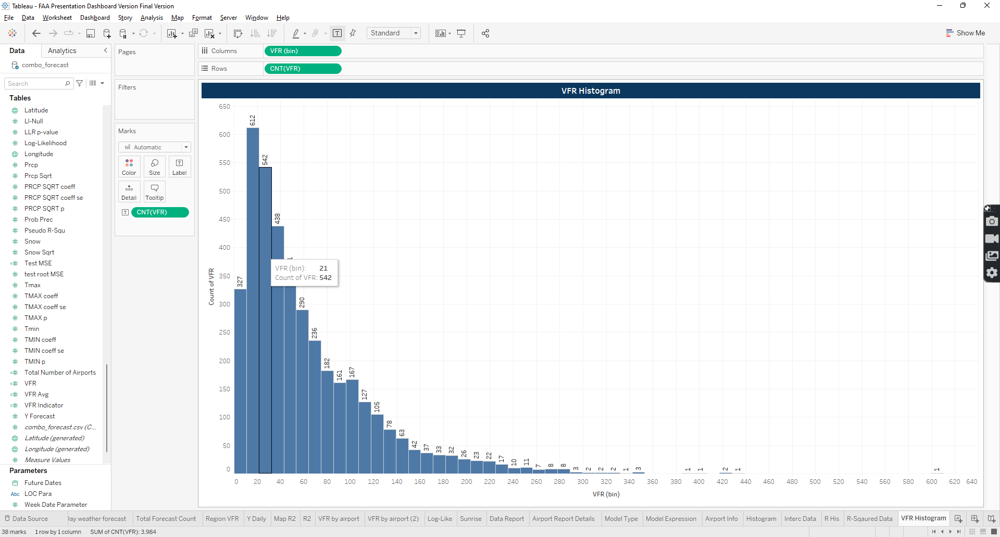 Tableau - FAA Presentation Dashboard Version Final Version
File Data Worksheet Dashboard Story Analysis Map Format Server Window Help
Standard
Show Me
Data Analytics
combo_forecast
Search
Tables
Latitude
LI-Null
LLR p-value
Log-Likelihood
Longitude
Prcp
Prcp Sqrt
PRCP SQRT coeff
PRCP SQRT coeff se
PRCP SQRT p
Prob Prec
Pseudo R-Squ
Snow
Snow Sqrt
Test MSE
test root MSE
Tmax
TMAX coeff
TMAX coeff se
TMAX p
Tmin
TMIN coeff
TMIN coeff se
TMIN p
Total Number of Airports
VFR
VFR Avg
VFR Indicator
Y Forecast
combo_forecast.csv (C...
Latitude (generated)
Longitude (generated)
Measure Values
Parameters
Future Dates
Abc LOC Para
Week Date Parameter
Pages
Filters
Marks
Automatic
Color Size Label
Detail Tooltip
CNT(VFR)
Columns VFR (bin)
Rows CNT(VFR)
VFR Histogram
650
600
550
500
450
400
350
300
250
200
150
100
50
0
Count of VFR
327 612 542 438 1 290 236 182 161 167 127 105 78 63 42 37 33 32 26 23 22 17 10 11 7 8 8 3 2 2 2 1 3 1 1 2 1 1
VFR (bin): 21
Count of VFR: 542
0 20 40 60 80 100 120 140 160 180 200 220 240 260 280 300 320 340 360 380 400 420 440 460 480 500 520 540 560 580 600 620 640
VFR (bin)
Data Source Day weather forecast Total Forecast Count Region VFR Y Daily Map R2 R2 VFR by airport VFR by airport (2) Log-Like Sunrise Data Report Airport Report Details Model Type Model Expression Airport Info Histogram Interc Data R His R-Sqaured Data VFR Histogram
38 marks 1 row by 1 column SUM of CNT(VFR): 3,984